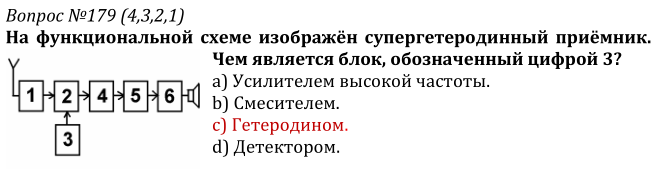 Вопрос №179 (4,3,2,1)
На функциональной схеме изображён супергетеродинный приёмник.
Чем является блок, обозначенный цифрой 3?
1 2 4 5 6
3
a) Усилителем высокой частоты.
b) Смесителем.
c) Гетеродином.
d) Детектором.